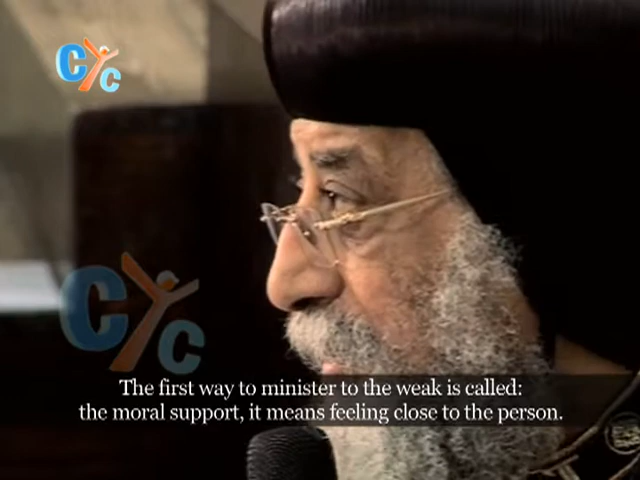 CYC
CYC
The first way to minister to the weak is called:
the moral support, it means feeling close to the person.